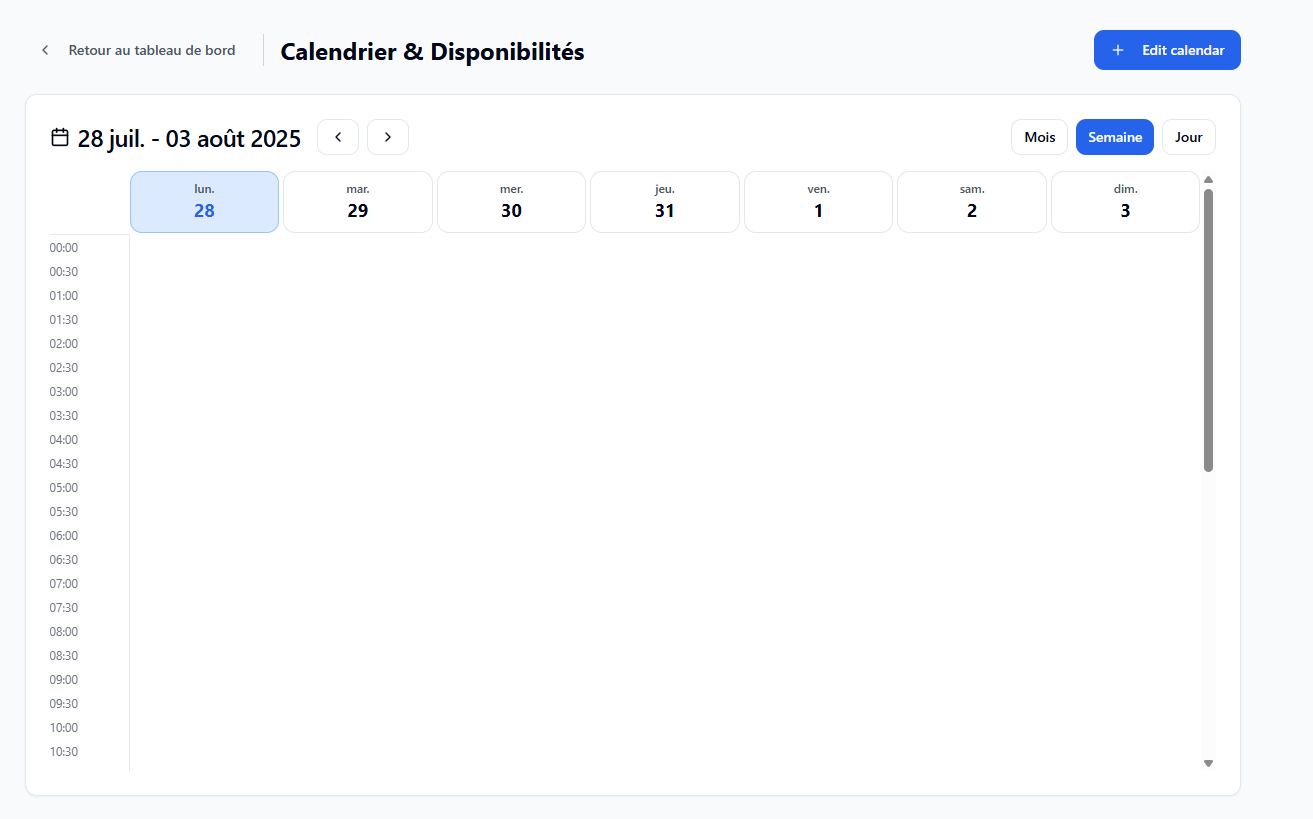 Retour au tableau de bord
Calendrier & Disponibilités
Edit calendar
28 juil. - 03 août 2025
Mois
Semaine
Jour
lun.
28
mar.
29
mer.
30
jeu.
31
ven.
1
sam.
2
dim.
3
00:00
00:30
01:00
01:30
02:00
02:30
03:00
03:30
04:00
04:30
05:00
05:30
06:00
06:30
07:00
07:30
08:00
08:30
09:00
09:30
10:00
10:30